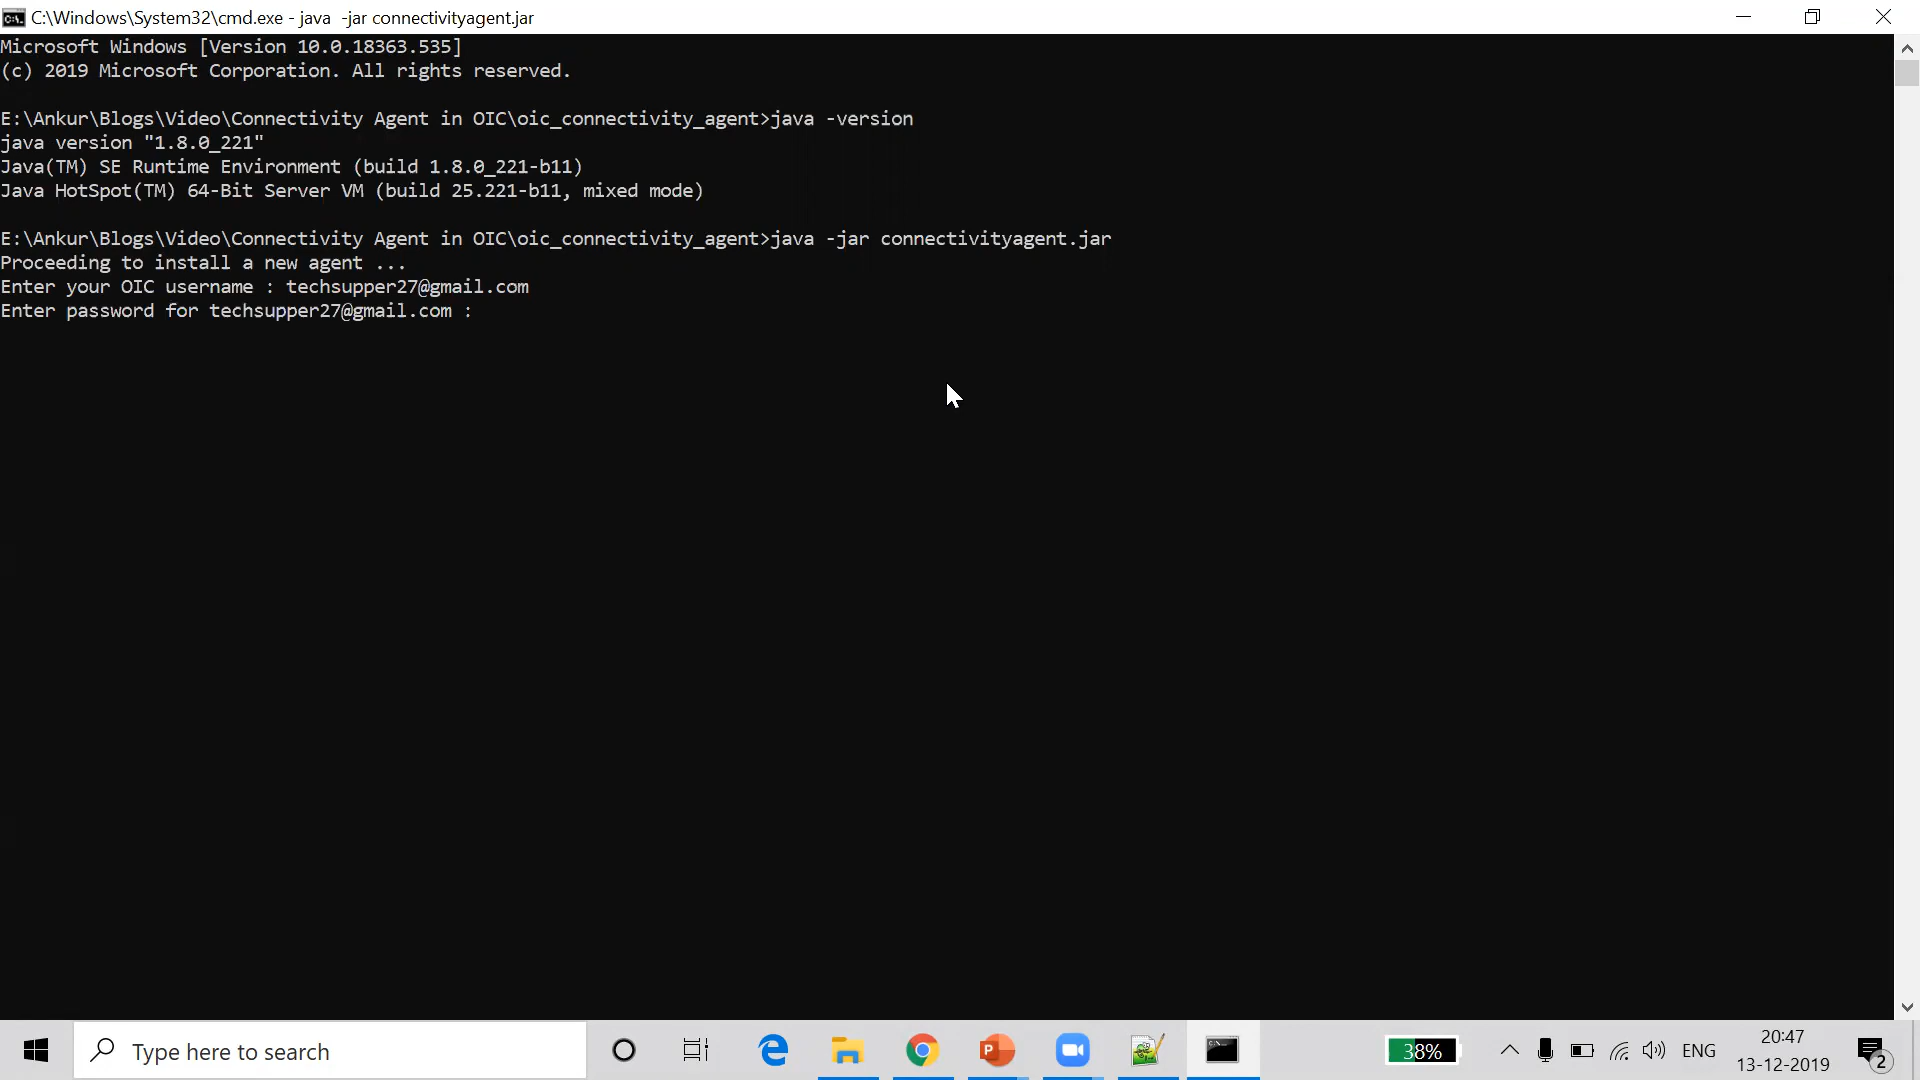 C:\Windows\System32\cmd.exe - java  -jar connectivityagent.jar
Microsoft Windows [Version 10.0.18363.535]
(c) 2019 Microsoft Corporation. All rights reserved.
E:\Ankur\Blogs\Video\Connectivity Agent in OIC\oic_connectivity_agent>java -version
java version "1.8.0_221"
Java(TM) SE Runtime Environment (build 1.8.0_221-b11)
Java HotSpot(TM) 64-Bit Server VM (build 25.221-b11, mixed mode)
E:\Ankur\Blogs\Video\Connectivity Agent in OIC\oic_connectivity_agent>java -jar connectivityagent.jar
Proceeding to install a new agent ...
Enter your OIC username : techsupper27@gmail.com
Enter password for techsupper27@gmail.com :
Type here to search
38%
ENG
20:47
13-12-2019
2